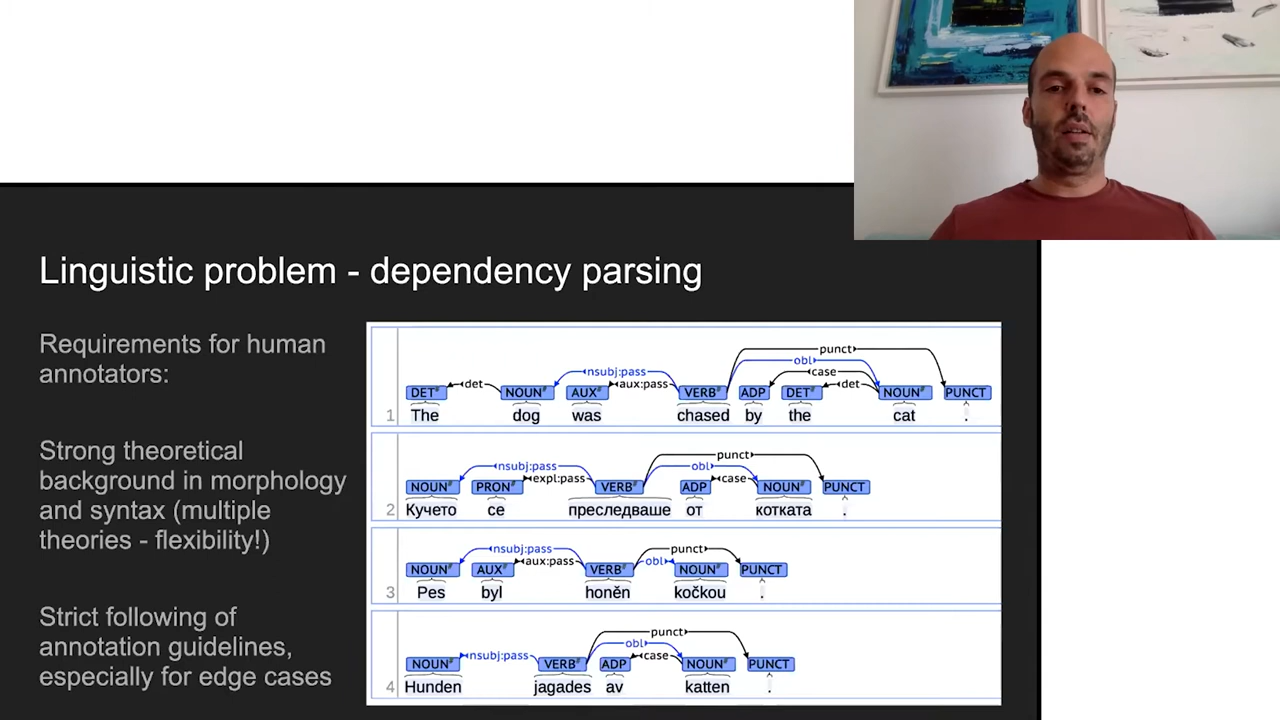 Linguistic problem - dependency parsing
Requirements for human
annotators:
Strong theoretical
background in morphology
and syntax (multiple
theories - flexibility!)
Strict following of
annotation guidelines,
especially for edge cases
punct
obl
nsubj:pass case
det aux:pass det
DET NOUN AUX VERB ADP DET NOUN PUNCT
1 The dog was chased by the cat .
punct
nsubj:pass obl
expl:pass case
NOUN PRON VERB ADP NOUN PUNCT
2 Кучето се преследваше от котката .
nsubj:pass punct
aux:pass obl
NOUN AUX VERB NOUN PUNCT
3 Pes byl honěn kočkou .
punct
obl
nsubj:pass case
NOUN VERB ADP NOUN PUNCT
4 Hunden jagades av katten .